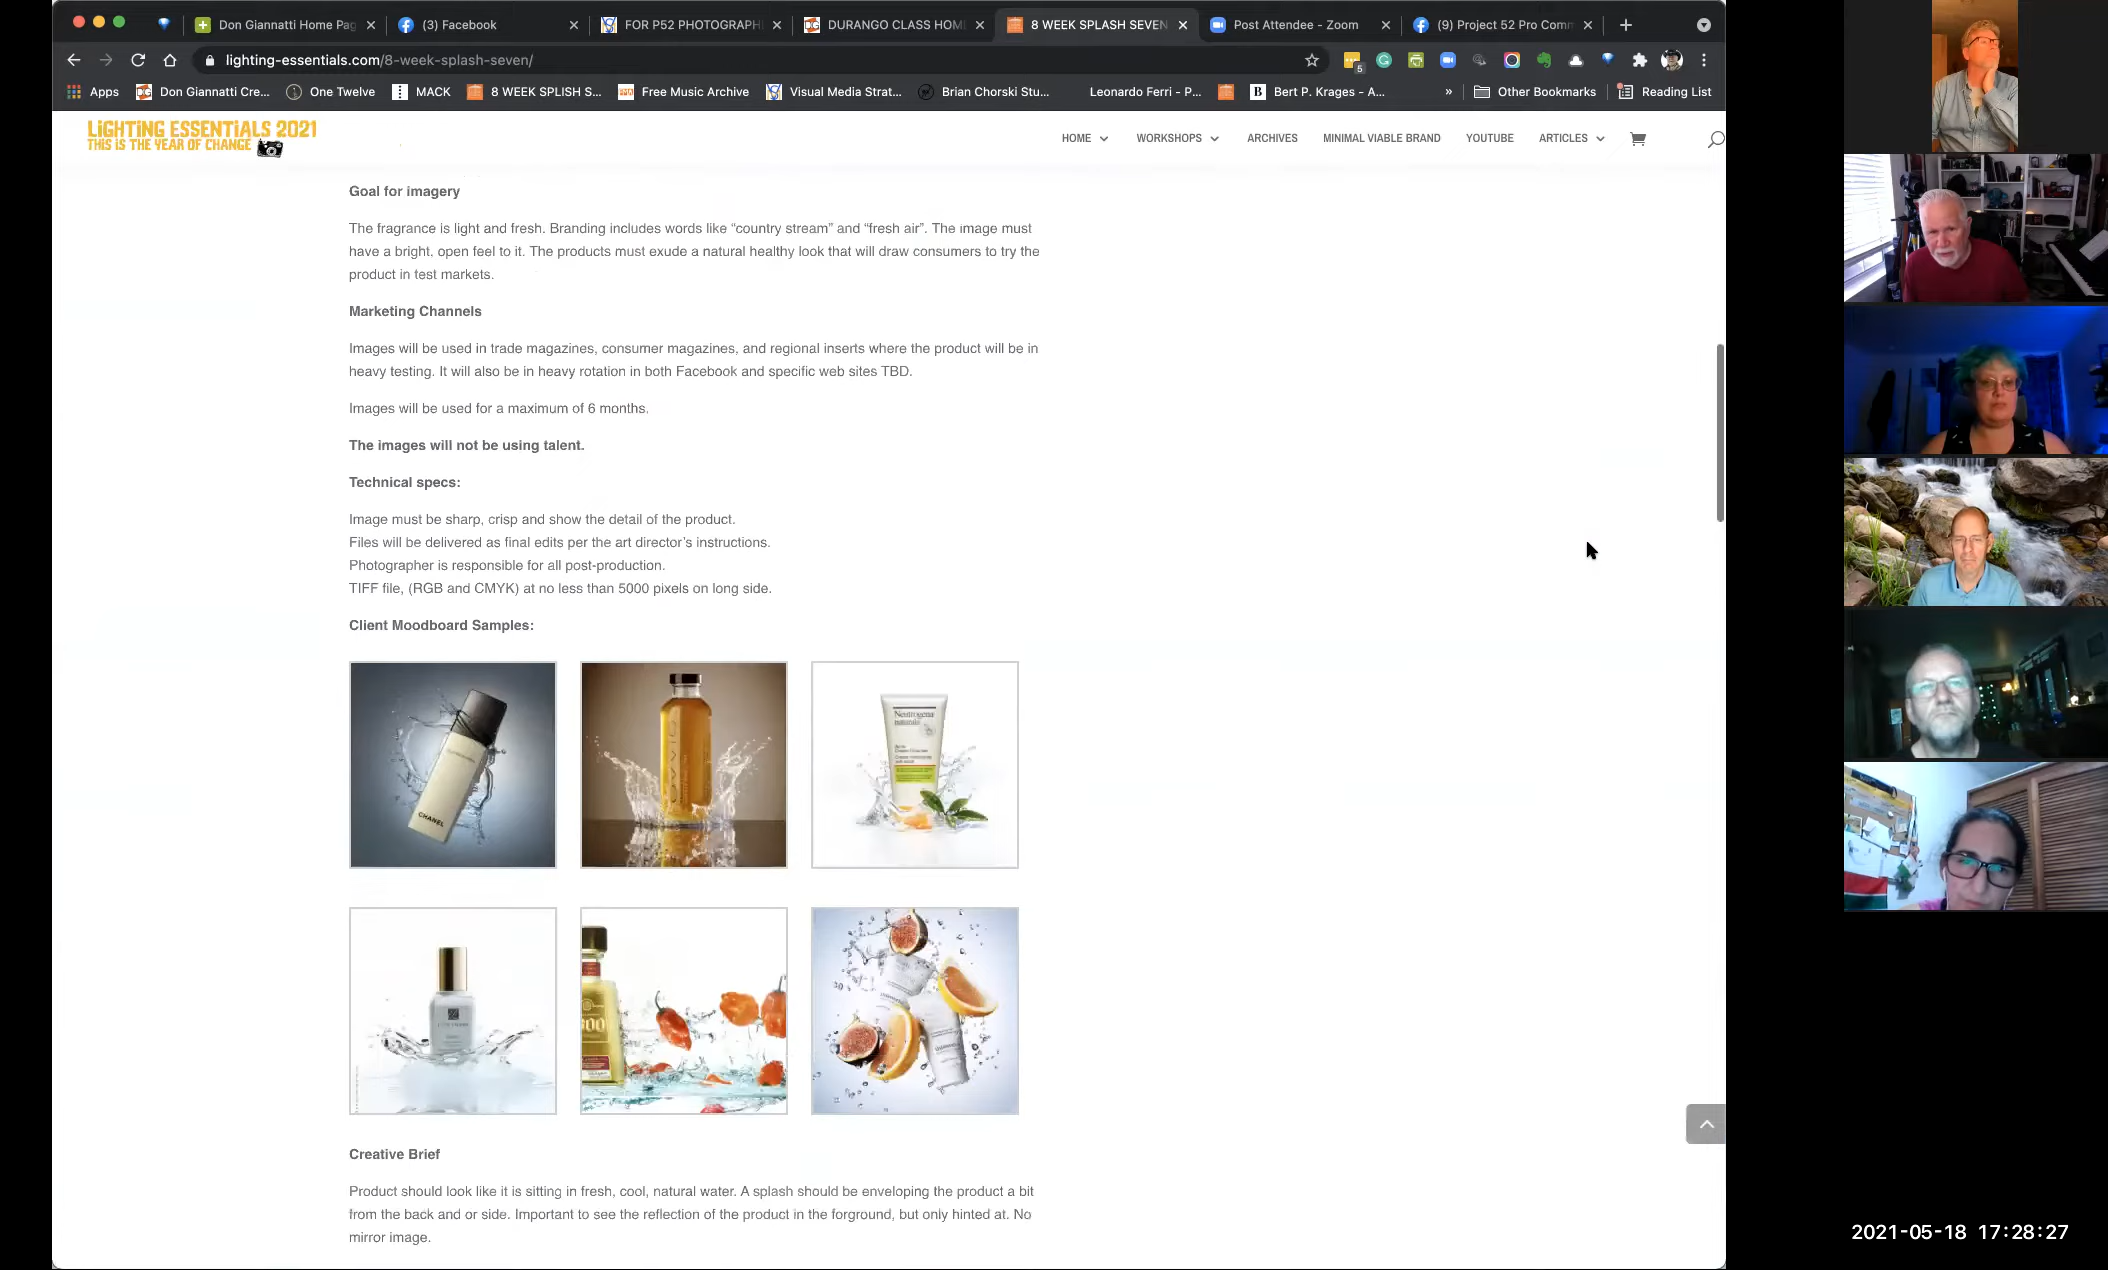 Don Giannatti Home Pag
(3) Facebook
FOR P52 PHOTOGRAPH
DURANGO CLASS HOM
8 WEEK SPLASH SEVEN
Post Attendee - Zoom
(9) Project 52 Pro Comm
lighting-essentials.com/8-week-splash-seven/
5
Apps
Don Giannatti Cre...
One Twelve
MACK
8 WEEK SPLISH S...
Free Music Archive
Visual Media Strat...
Brian Chorski Stu...
Leonardo Ferri - P...
Bert P. Krages - A...
»
Other Bookmarks
Reading List
LIGHTING ESSENTIALS 2021
THIS IS THE YEAR OF CHANGE
HOME
WORKSHOPS
ARCHIVES
MINIMAL VIABLE BRAND
YOUTUBE
ARTICLES
Goal for imagery
The fragrance is light and fresh. Branding includes words like “country stream” and “fresh air”. The image must
have a bright, open feel to it. The products must exude a natural healthy look that will draw consumers to try the
product in test markets.
Marketing Channels
Images will be used in trade magazines, consumer magazines, and regional inserts where the product will be in
heavy testing. It will also be in heavy rotation in both Facebook and specific web sites TBD.
Images will be used for a maximum of 6 months.
The images will not be using talent.
Technical specs:
Image must be sharp, crisp and show the detail of the product.
Files will be delivered as final edits per the art director’s instructions.
Photographer is responsible for all post-production.
TIFF file, (RGB and CMYK) at no less than 5000 pixels on long side.
Client Moodboard Samples:
CHANEL
Neutrogena
naturals
Creative Brief
Product should look like it is sitting in fresh, cool, natural water. A splash should be enveloping the product a bit
from the back and or side. Important to see the reflection of the product in the forground, but only hinted at. No
mirror image.
2021-05-18 17:28:27